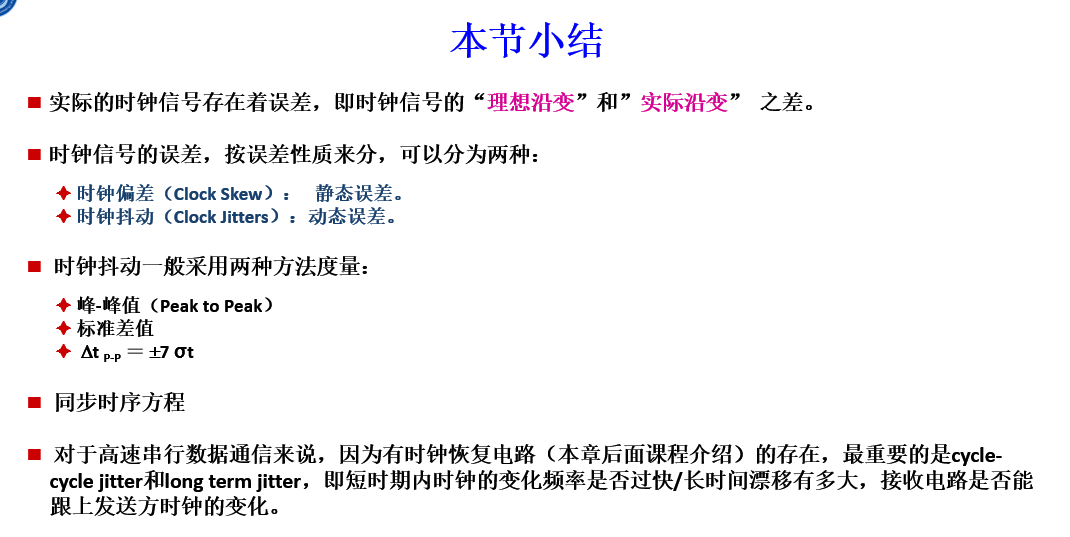 本节小结
实际的时钟信号存在着误差，即时钟信号的“理想沿变”和”实际沿变” 之差。
时钟信号的误差，按误差性质来分，可以分为两种：
时钟偏差（Clock Skew）： 静态误差。
时钟抖动（Clock Jitters）：动态误差。
时钟抖动一般采用两种方法度量：
峰-峰值（Peak to Peak）
标准差值
Δt P-P ＝ ±7 σt
同步时序方程
对于高速串行数据通信来说，因为有时钟恢复电路（本章后面课程介绍）的存在，最重要的是cycle-
cycle jitter和long term jitter，即短时期内时钟的变化频率是否过快/长时间漂移有多大，接收电路是否能
跟上发送方时钟的变化。